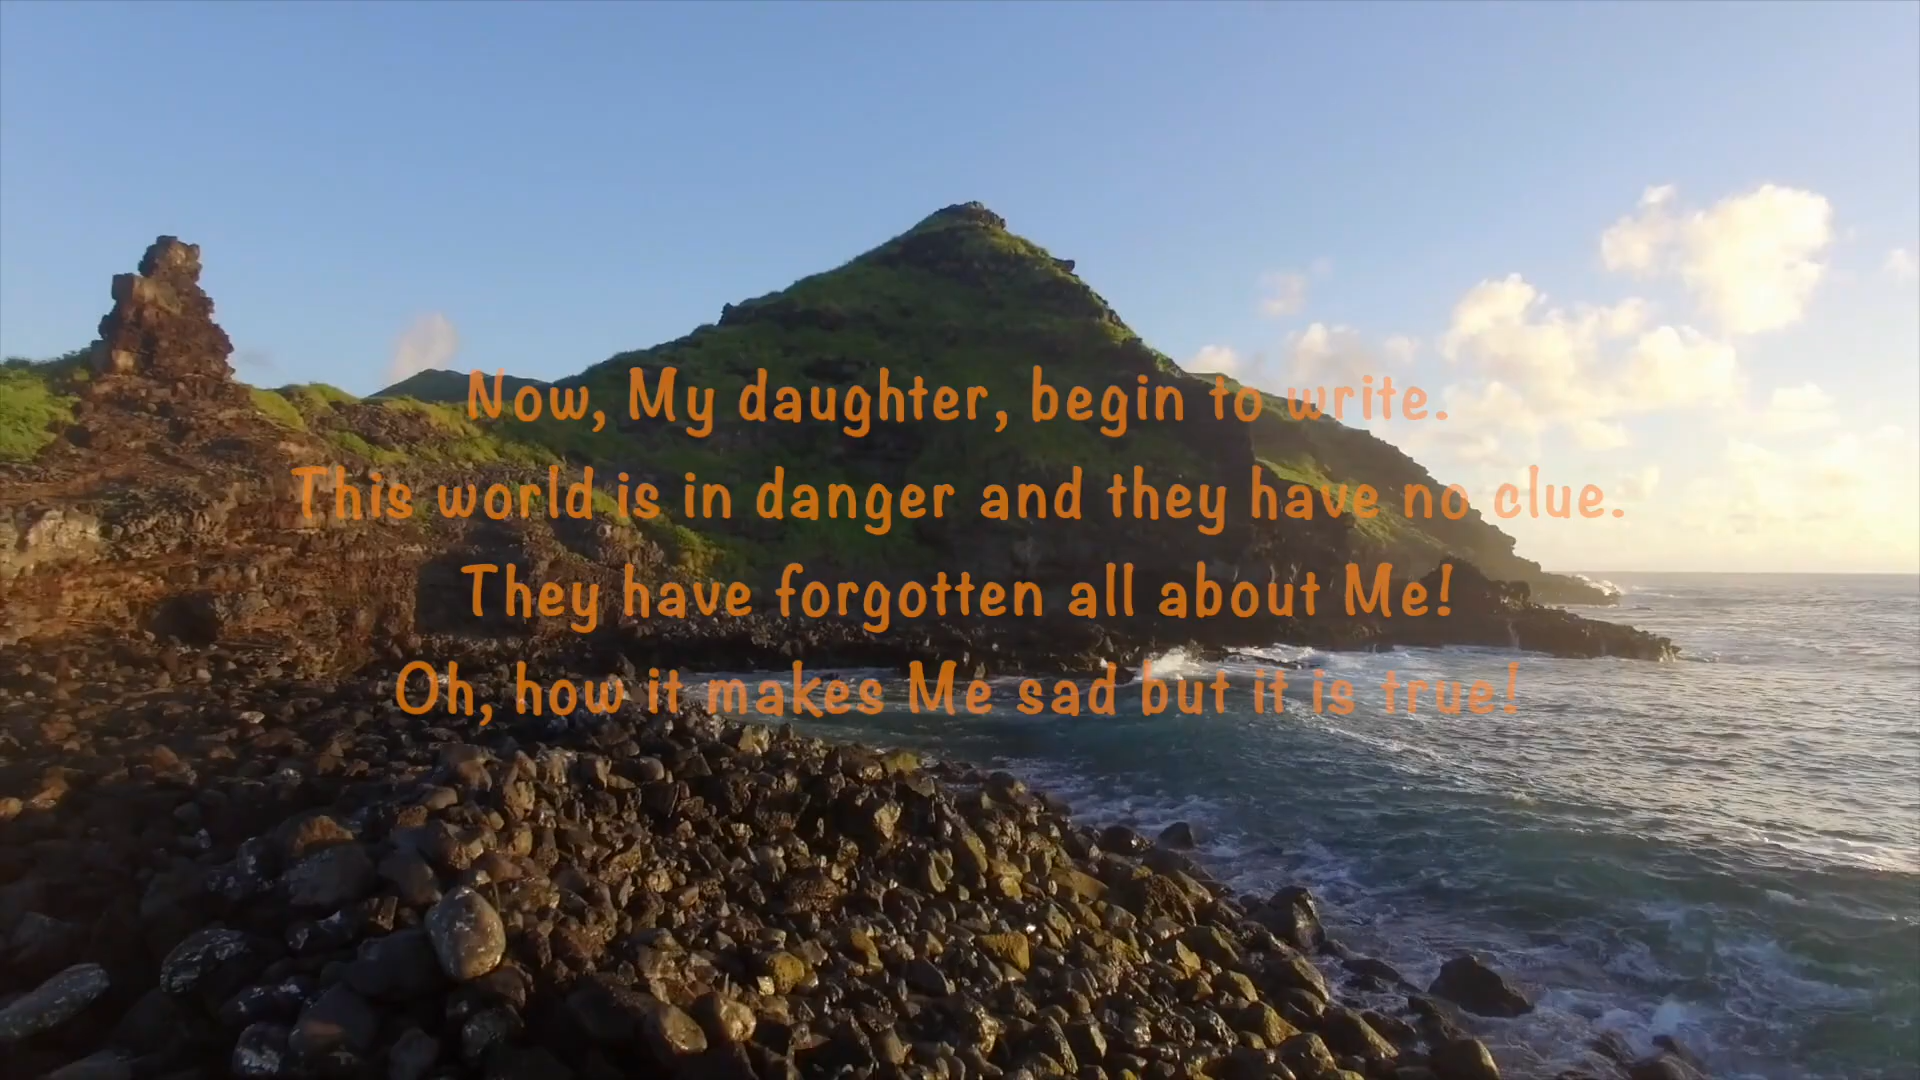 Now, My daughter, begin to write.
This world is in danger and they have no clue.
They have forgotten all about Me!
Oh, how it makes Me sad but it is true!